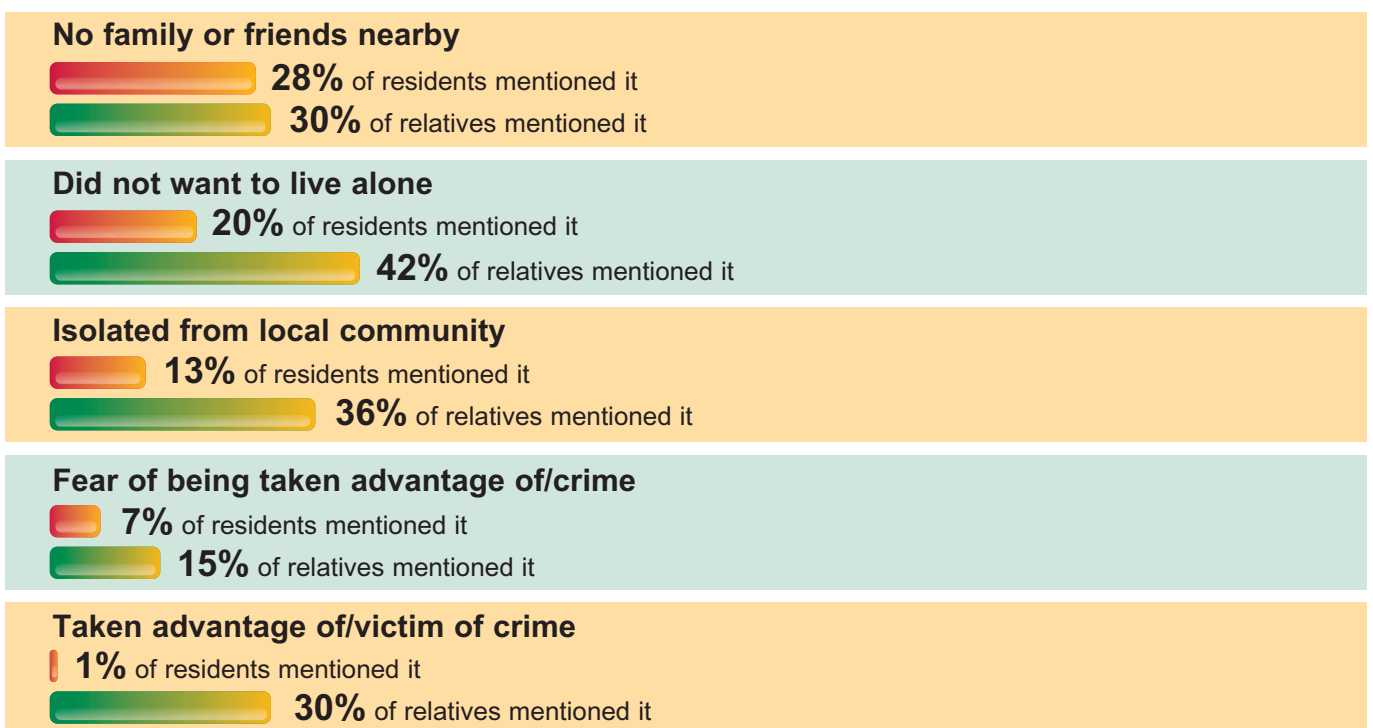 No family or friends nearby
28% of residents mentioned it
30% of relatives mentioned it
Did not want to live alone
20% of residents mentioned it
42% of relatives mentioned it
Isolated from local community
13% of residents mentioned it
36% of relatives mentioned it
Fear of being taken advantage of/crime
7% of residents mentioned it
15% of relatives mentioned it
Taken advantage of/victim of crime
1% of residents mentioned it
30% of relatives mentioned it